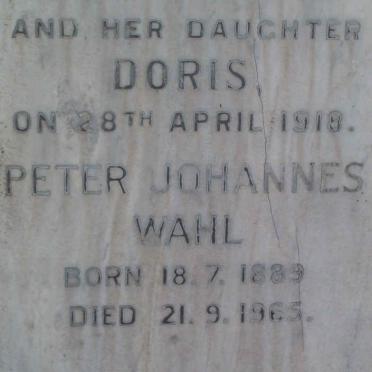 AND HER DAUGHTER
DORIS,
ON 28TH APRIL 1918.
PETER JOHANNES
WAHL
BORN 18.7.1889
DIED 21.9.1965.